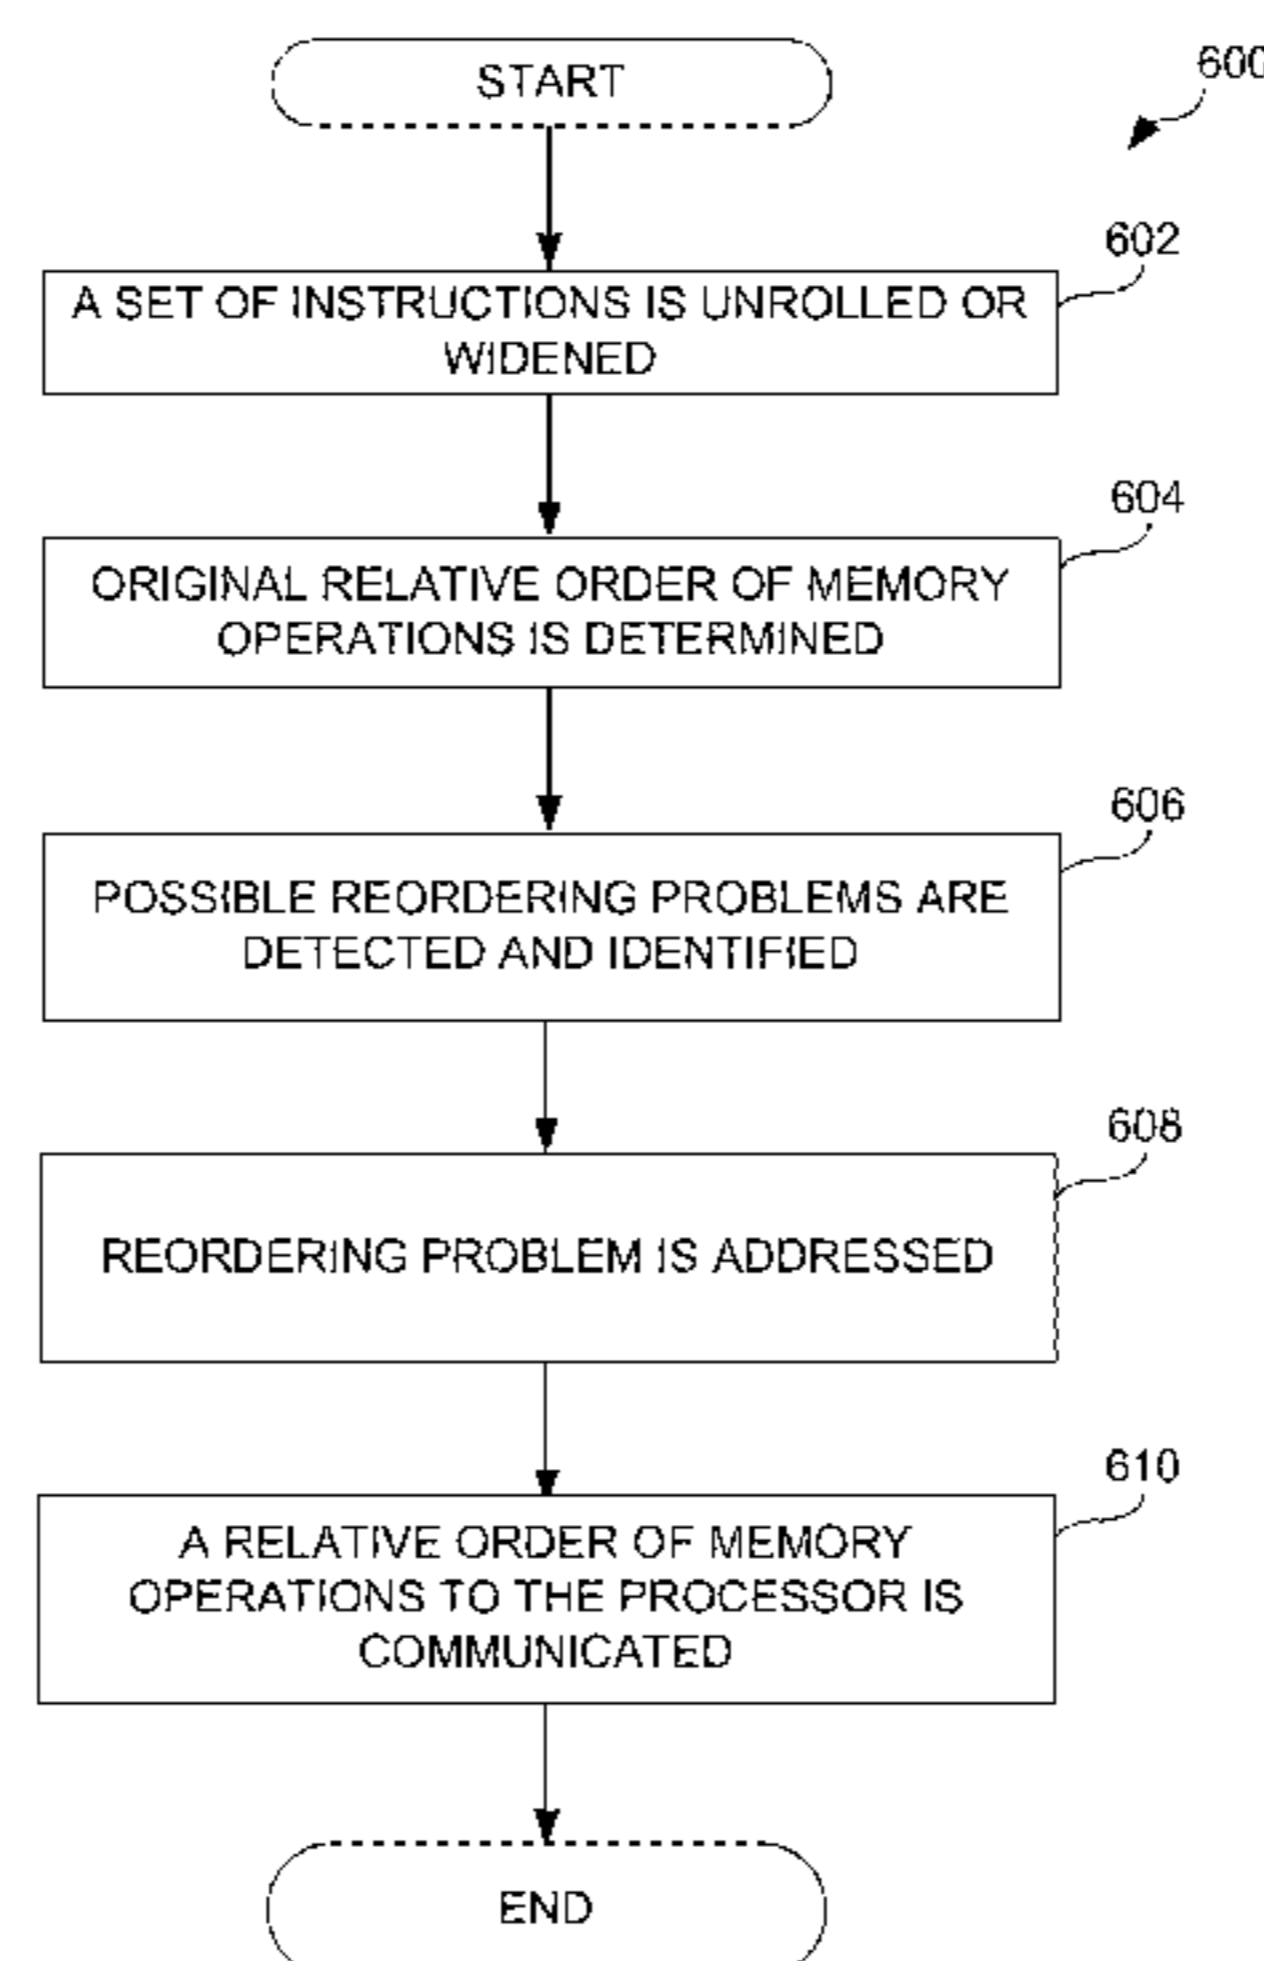 START
600
602
A SET OF INSTRUCTIONS IS UNROLLED OR
WIDENED
604
ORIGINAL RELATIVE ORDER OF MEMORY
OPERATIONS IS DETERMINED
606
POSSIBLE REORDERING PROBLEMS ARE
DETECTED AND IDENTIFIED
608
REORDERING PROBLEM IS ADDRESSED
610
A RELATIVE ORDER OF MEMORY
OPERATIONS TO THE PROCESSOR IS
COMMUNICATED
END